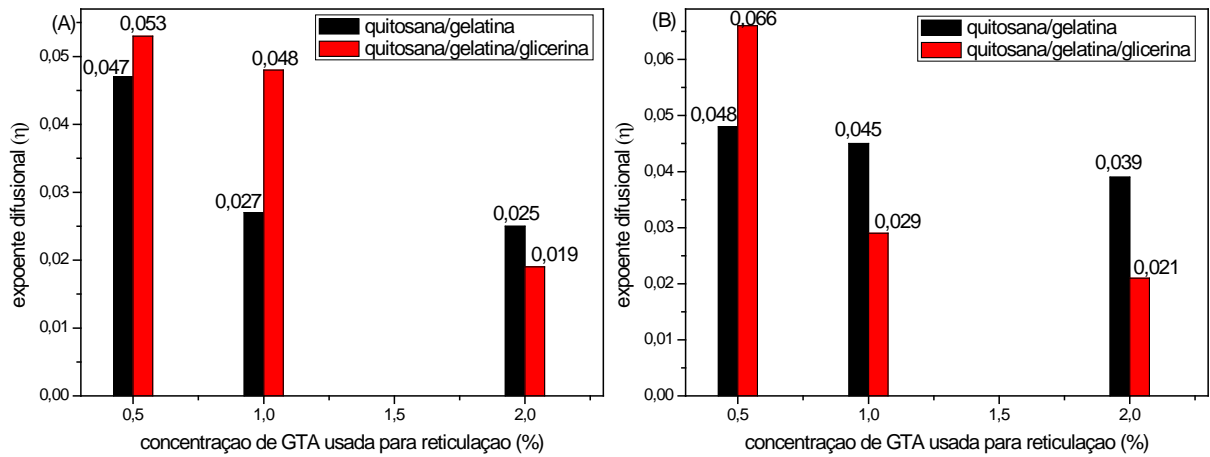 (A)
quitosana/gelatina
quitosana/gelatina/glicerina
0,053
0,047
0,048
0,027
0,025
0,019
0,05
0,04
0,03
0,02
0,01
0,00
expoente difusional (η)
0,5 1,0 1,5 2,0
concentraçao de GTA usada para reticulaçao (%)
(B)
quitosana/gelatina
quitosana/gelatina/glicerina
0,066
0,048
0,045
0,039
0,029
0,021
0,06
0,05
0,04
0,03
0,02
0,01
0,00
expoente difusional (η)
0,5 1,0 1,5 2,0
concentraçao de GTA usada para reticulaçao (%)